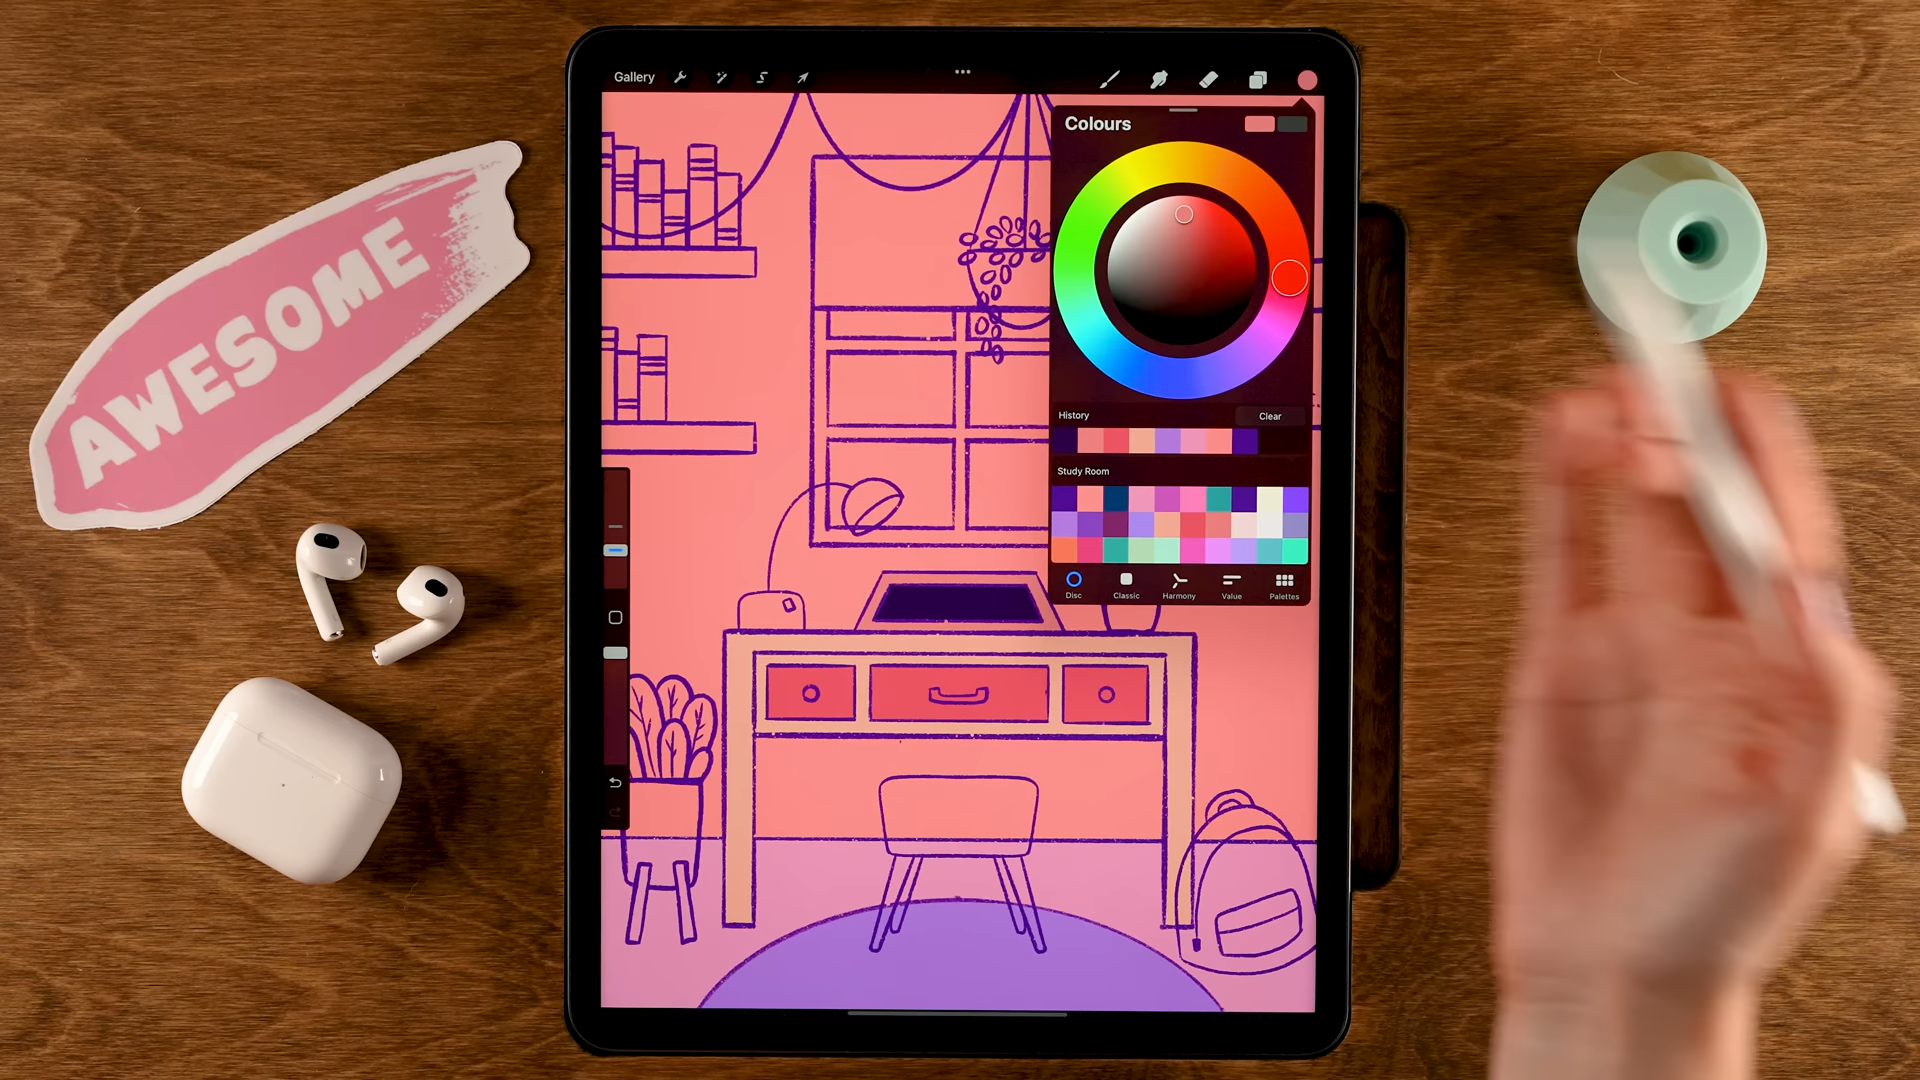 Gallery
Colours
AWESOME
History
Clear
Study Room
Disc
Classic
Harmony
Value
Palettes